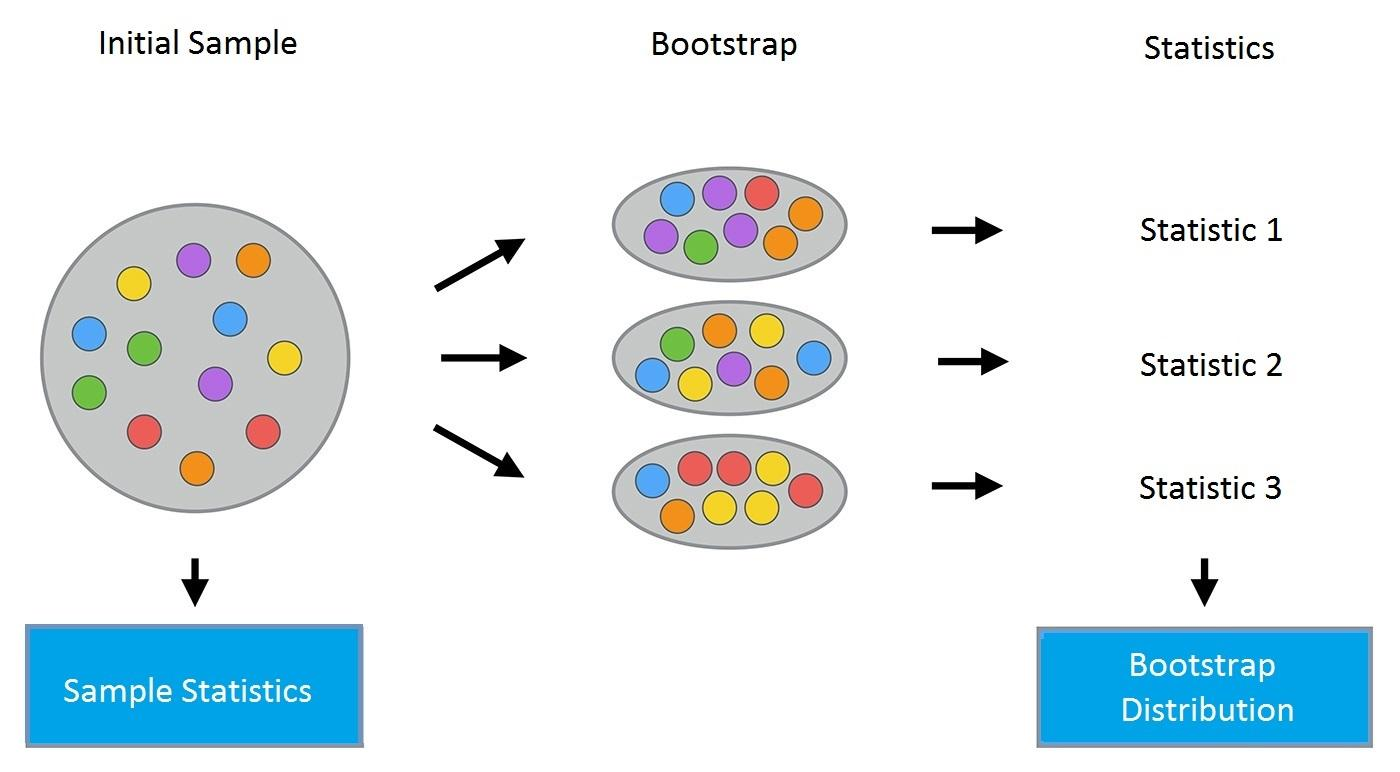 Initial Sample
Bootstrap
Statistics
Statistic 1
Statistic 2
Statistic 3
Sample Statistics
Bootstrap
Distribution